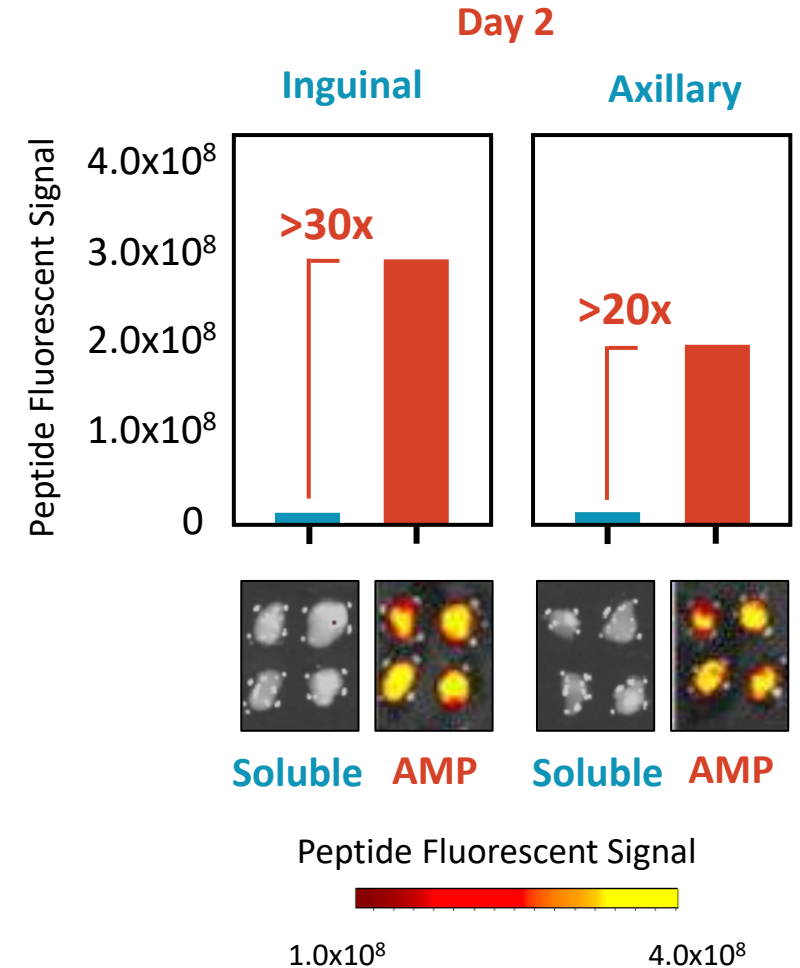 Day 2
Inguinal
Axillary
Peptide Fluorescent Signal
4.0x10⁸
3.0x10⁸
2.0x10⁸
1.0x10⁸
0
>30x
>20x
Soluble AMP Soluble AMP
Peptide Fluorescent Signal
1.0x10⁸ 4.0x10⁸